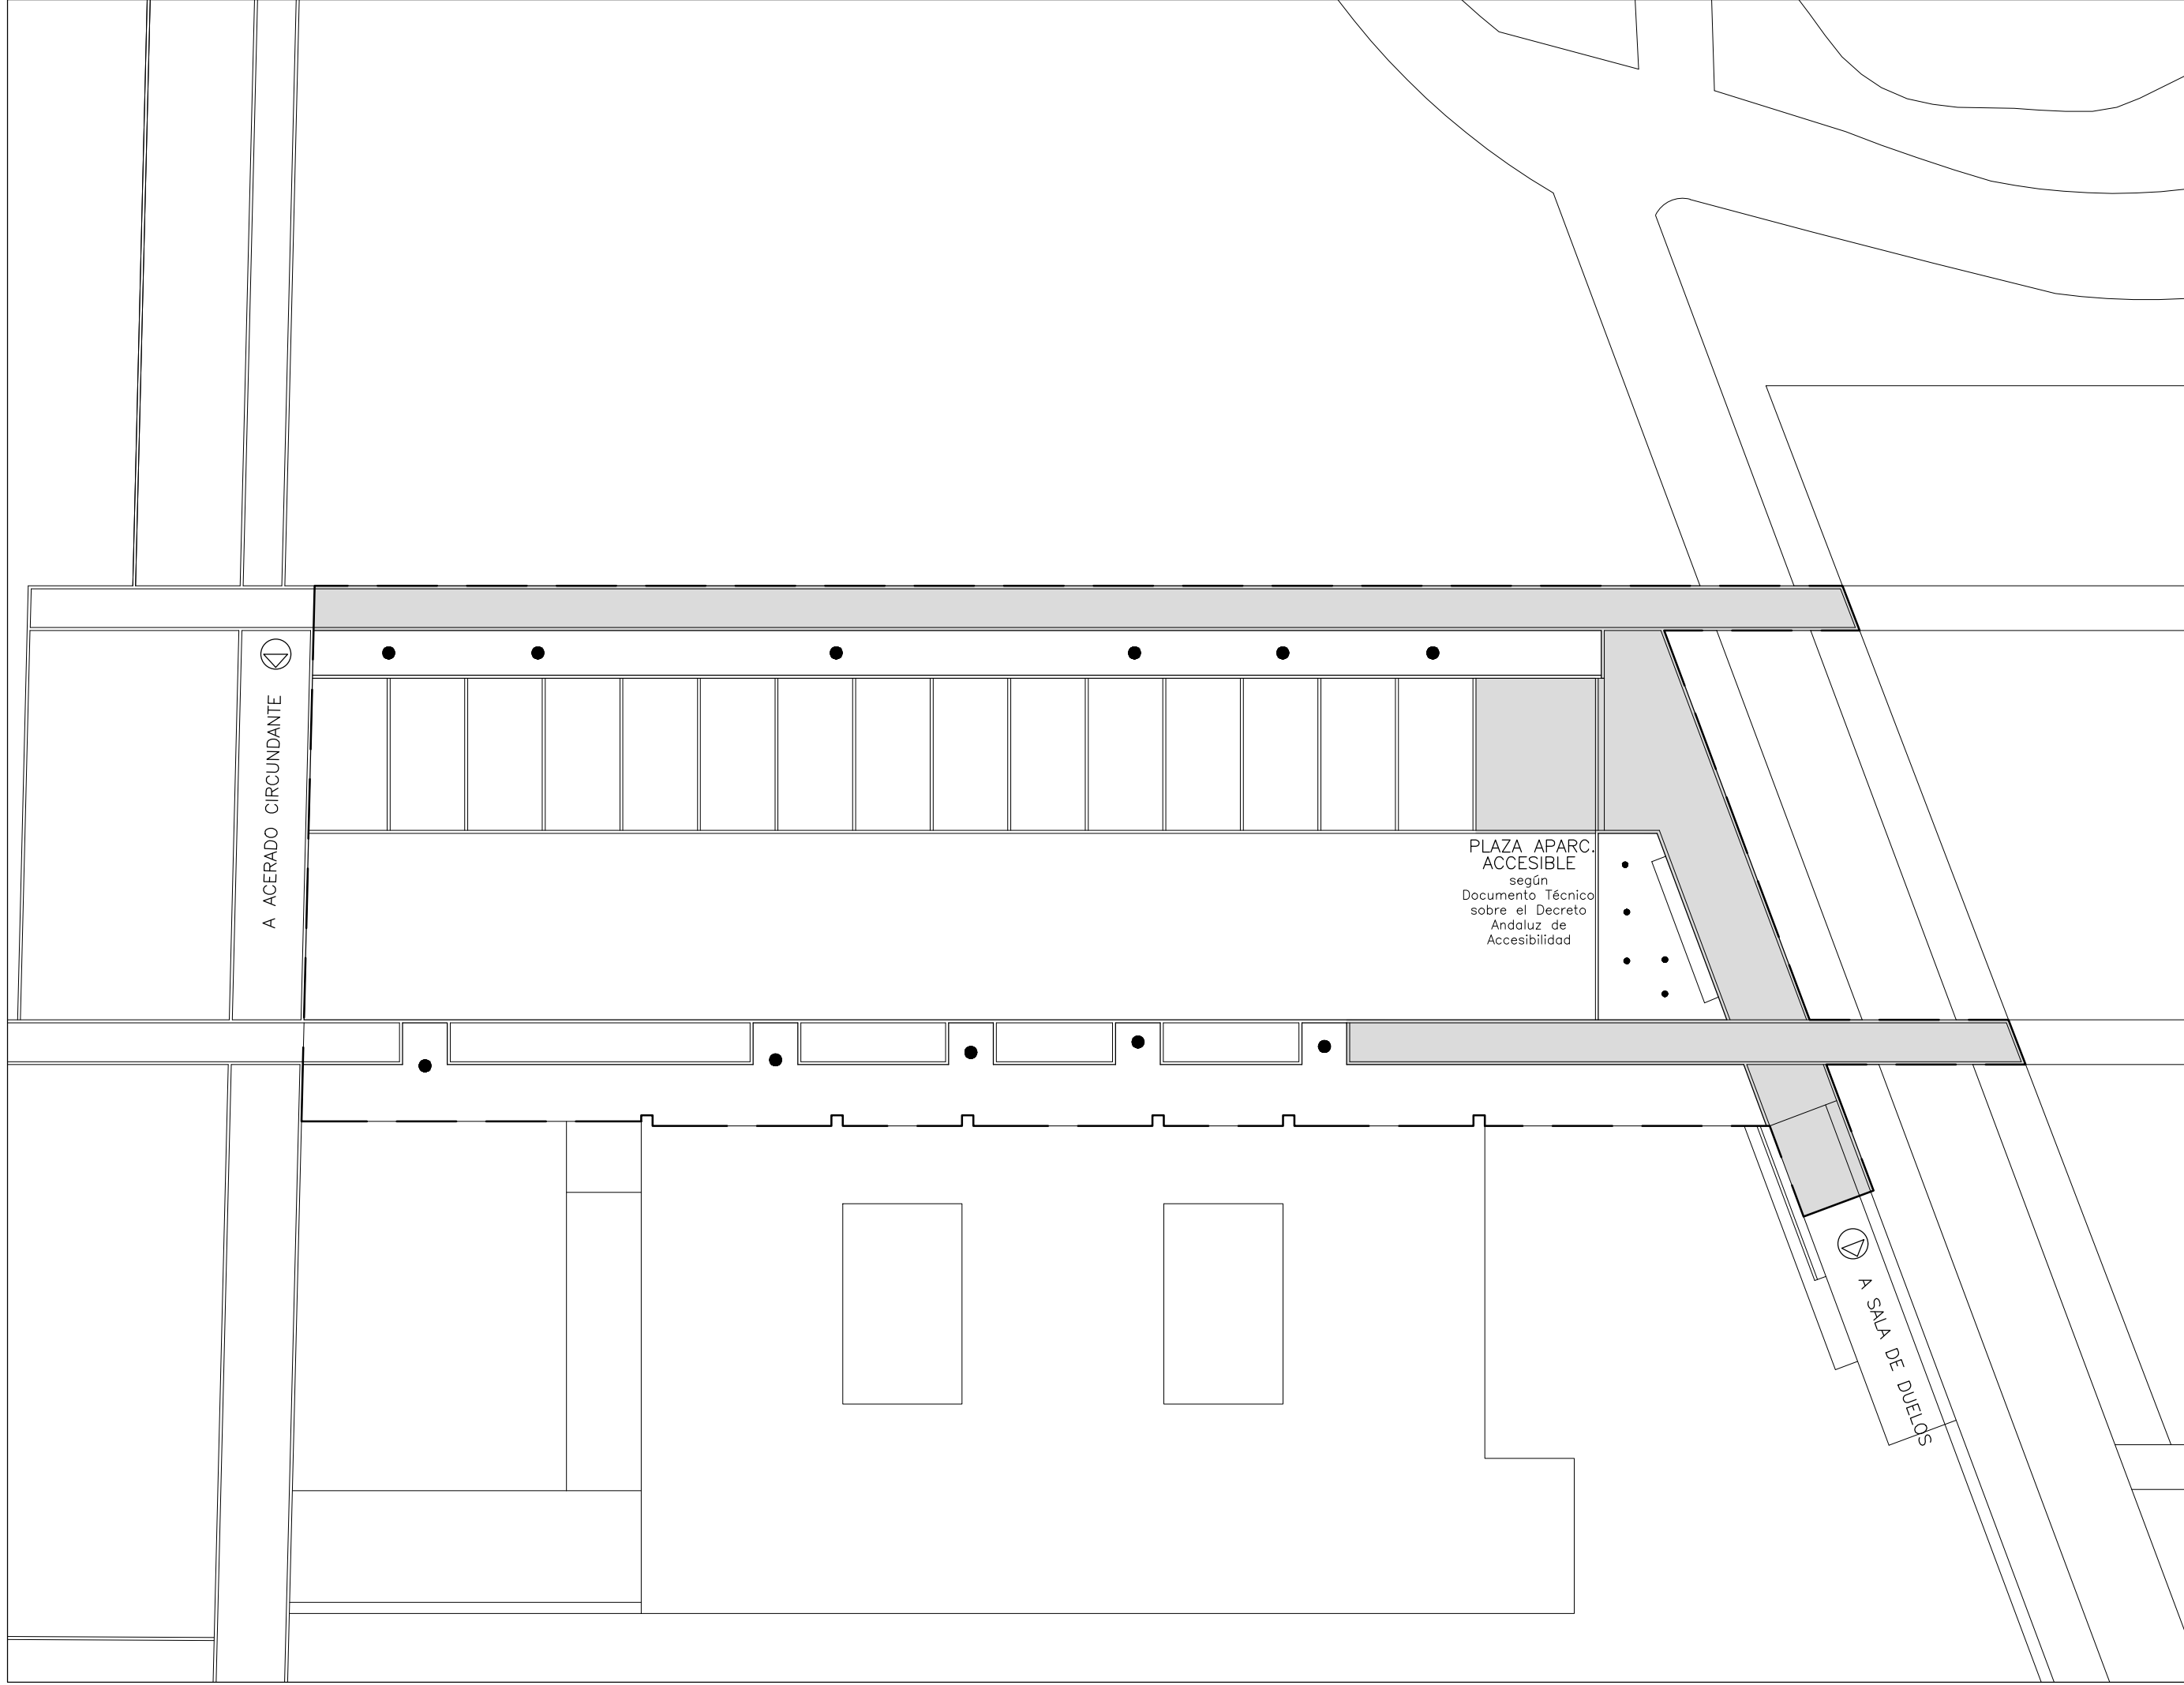 A ACERADO CIRCUNDANTE
PLAZA APARC.
ACCESIBLE
según
Documento Técnico
sobre el Decreto
Andaluz de
Accesibilidad
A SALA DE DUELOS